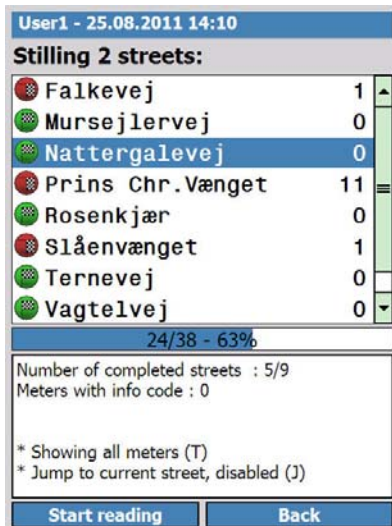 User1 - 25.08.2011 14:10
Stilling 2 streets:
Falkevej 1
Mursejlervej 0
Nattergalevej 0
Prins Chr.Vænget 11
Rosenkjær 0
Slåenvænget 1
Ternevej 0
Vagtelvej 0
24/38 - 63%
Number of completed streets : 5/9
Meters with info code : 0
* Showing all meters (T)
* Jump to current street, disabled (J)
Start reading Back